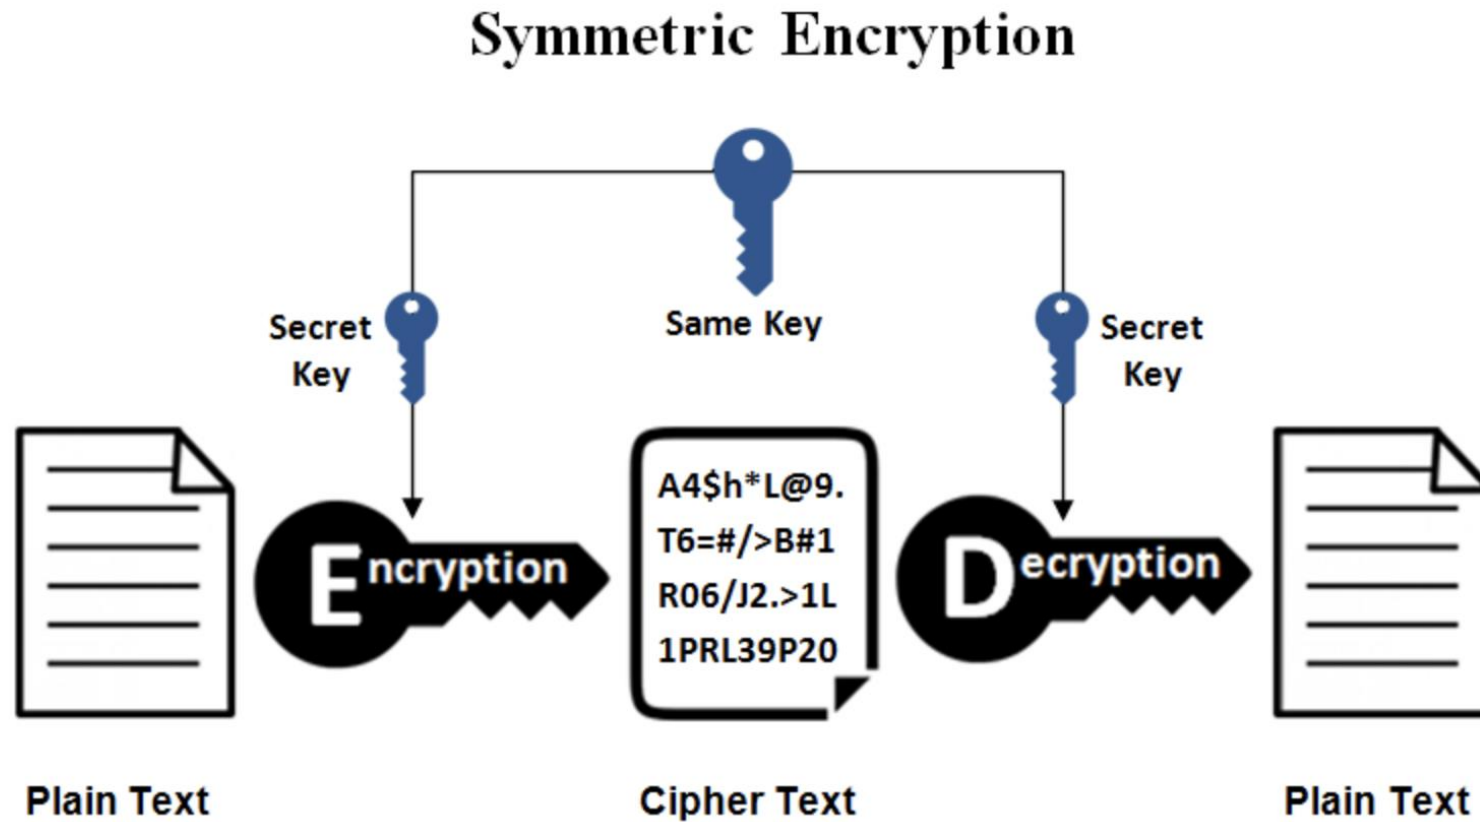 Symmetric Encryption
Same Key
Secret
Key
Secret
Key
Encryption
A4$h*L@9.
T6=#/>B#1
R06/J2.>1L
1PRL39P20
Decryption
Plain Text
Cipher Text
Plain Text